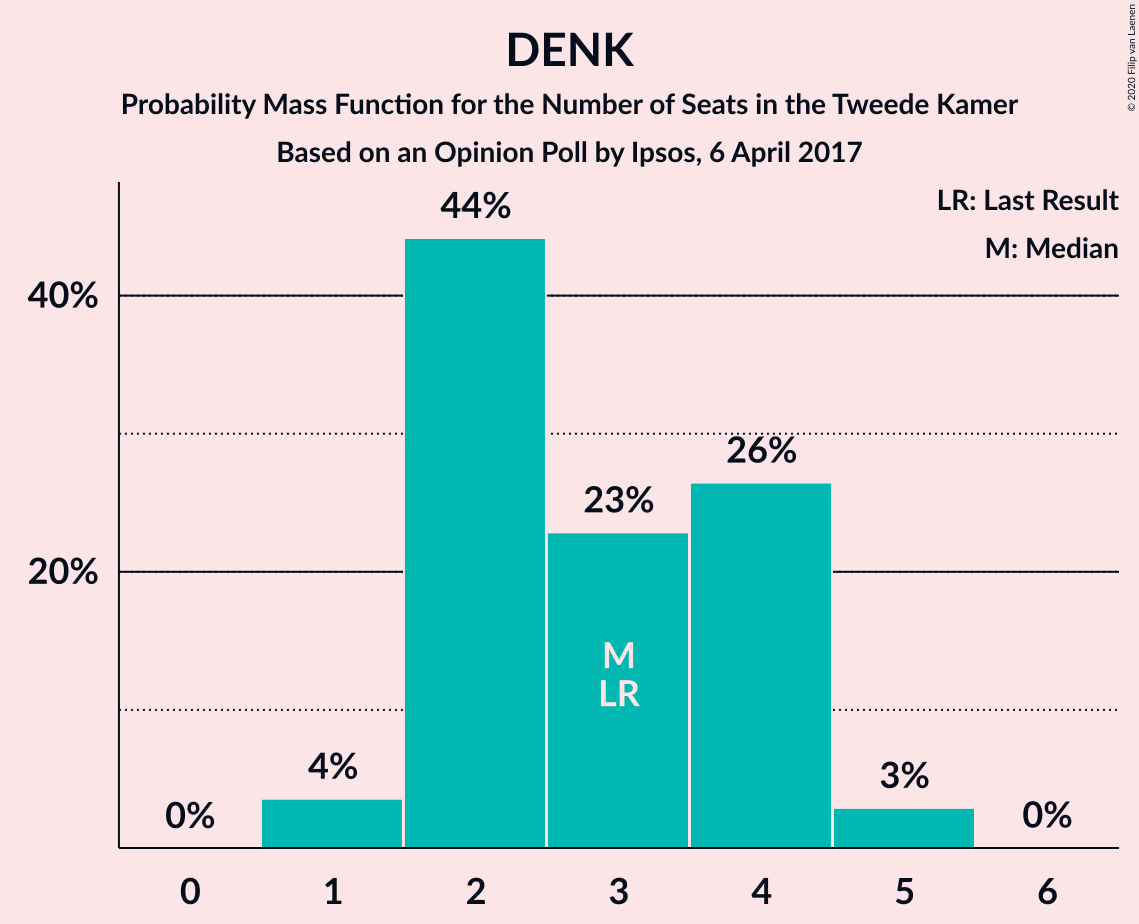 DENK
Probability Mass Function for the Number of Seats in the Tweede Kamer
Based on an Opinion Poll by Ipsos, 6 April 2017
© 2020 Filip van Laenen
LR: Last Result
M: Median
44%
40%
26%
23%
20%
M
LR
4%
3%
0%
0%
0 1 2 3 4 5 6